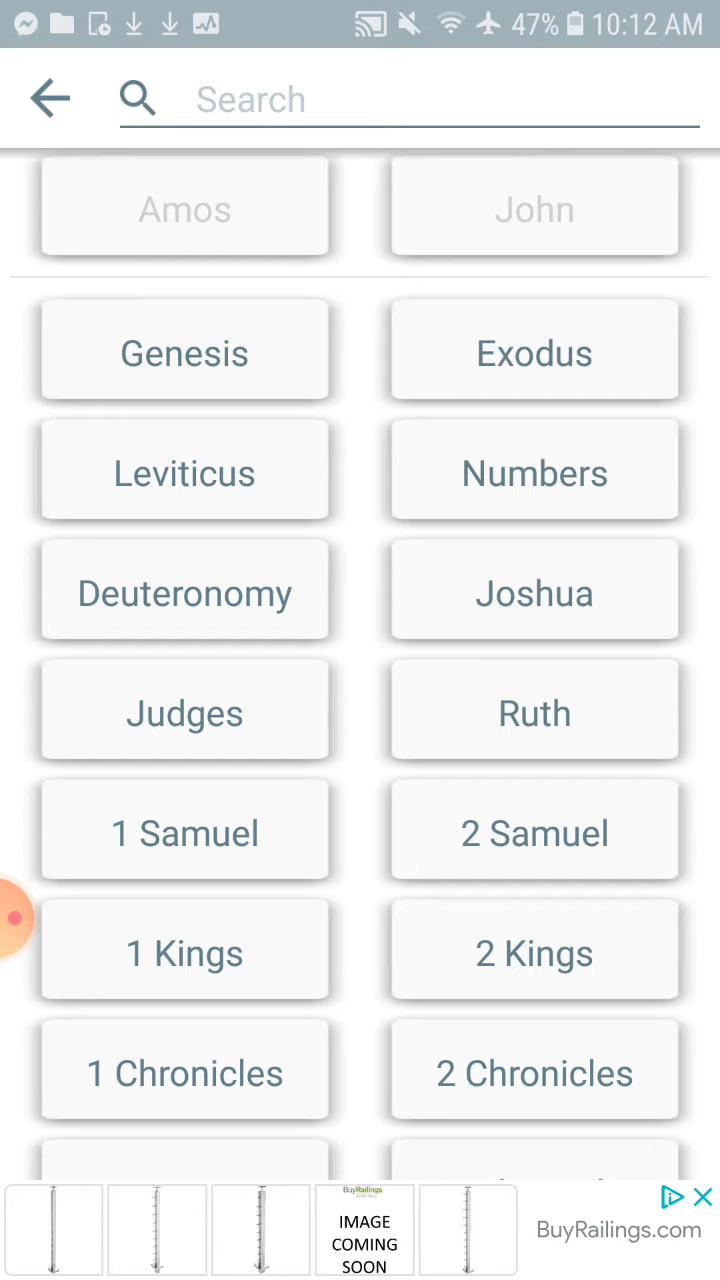 47% 10:12 AM
Search
Amos John
Genesis Exodus
Leviticus Numbers
Deuteronomy Joshua
Judges Ruth
1 Samuel 2 Samuel
1 Kings 2 Kings
1 Chronicles 2 Chronicles
BuyRailings
IMAGE
COMING
SOON
BuyRailings.com